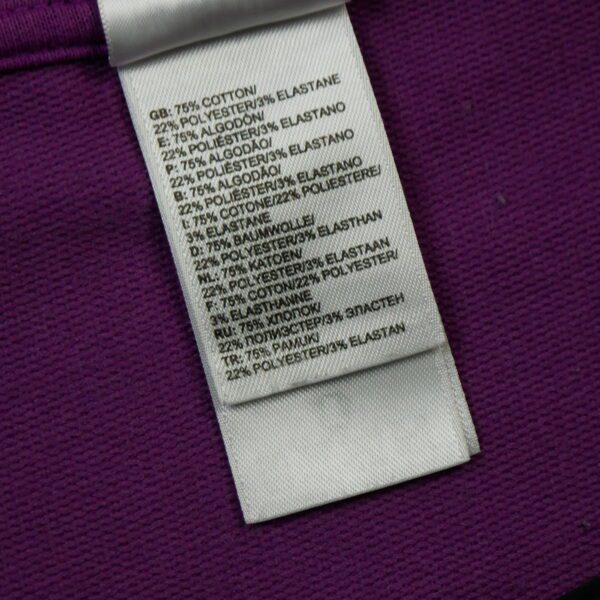 GB: 75% COTTON/
22% POLYESTER/3% ELASTANE
E: 75% ALGODÓN/
22% POLIÉSTER/3% ELASTANO
P: 75% ALGODÃO/
22% POLIÉSTER/3% ELASTANO
B: 75% ALGODÃO/
22% POLIÉSTER/3% ELASTANO
I: 75% COTONE/22% POLIESTERE/
3% ELASTANE
D: 75% BAUMWOLLE/
22% POLYESTER/3% ELASTHAN
NL: 75% KATOEN/
22% POLYESTER/3% ELASTAAN
F: 75% COTON/22% POLYESTER/
3% ELASTHANNE
RU: 75% ХЛОПОК/
22% ПОЛИЭСТЕР/3% ЭЛАСТЕН
TR: 75% PAMUK/
22% POLYESTER/3% ELASTAN